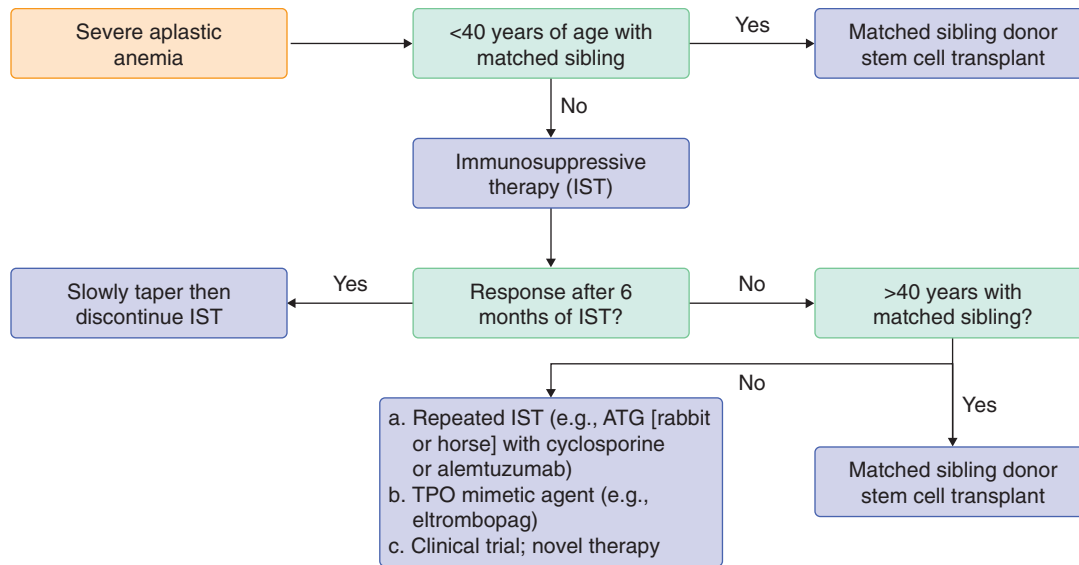 Severe aplastic
anemia
<40 years of age with
matched sibling
Yes
Matched sibling donor
stem cell transplant
No
Immunosuppressive
therapy (IST)
Slowly taper then
discontinue IST
Yes
Response after 6
months of IST?
No
>40 years with
matched sibling?
No
Yes
a. Repeated IST (e.g., ATG [rabbit
or horse] with cyclosporine
or alemtuzumab)
b. TPO mimetic agent (e.g.,
eltrombopag)
c. Clinical trial; novel therapy
Matched sibling donor
stem cell transplant